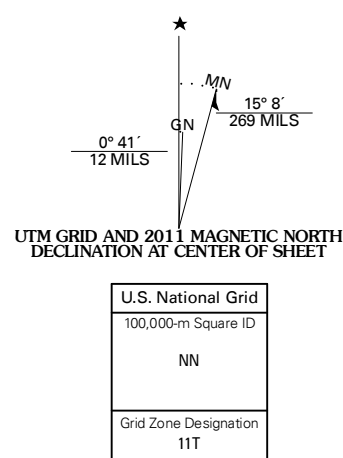 ★
MN
GN
15° 8´
269 MILS
0° 41´
12 MILS
UTM GRID AND 2011 MAGNETIC NORTH
DECLINATION AT CENTER OF SHEET
U.S. National Grid
100,000-m Square ID
NN
Grid Zone Designation
11T